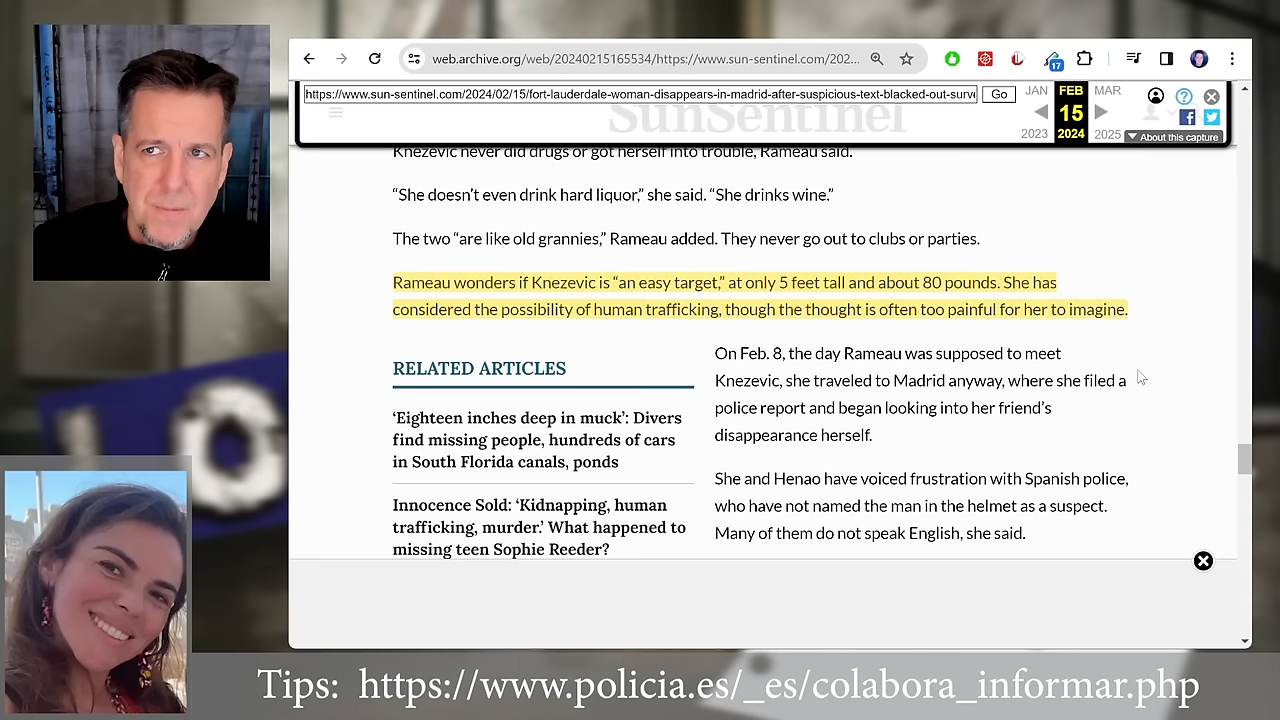 web.archive.org/web/20240215165534/https://www.sun-sentinel.com/202...
17
https://www.sun-sentinel.com/2024/02/15/fort-lauderdale-woman-disappears-in-madrid-after-suspicious-text-blacked-out-surve
Go
JAN FEB MAR
15
2023 2024 2025
About this capture
SunSentinel
Knezevic never did drugs or got herself into trouble, Rameau said.
“She doesn’t even drink hard liquor,” she said. “She drinks wine.”
The two “are like old grannies,” Rameau added. They never go out to clubs or parties.
Rameau wonders if Knezevic is “an easy target,” at only 5 feet tall and about 80 pounds. She has
considered the possibility of human trafficking, though the thought is often too painful for her to imagine.
RELATED ARTICLES
‘Eighteen inches deep in muck’: Divers
find missing people, hundreds of cars
in South Florida canals, ponds
Innocence Sold: ‘Kidnapping, human
trafficking, murder.’ What happened to
missing teen Sophie Reeder?
On Feb. 8, the day Rameau was supposed to meet
Knezevic, she traveled to Madrid anyway, where she filed a
police report and began looking into her friend’s
disappearance herself.
She and Henao have voiced frustration with Spanish police,
who have not named the man in the helmet as a suspect.
Many of them do not speak English, she said.
Tips: https://www.policia.es/_es/colabora_informar.php